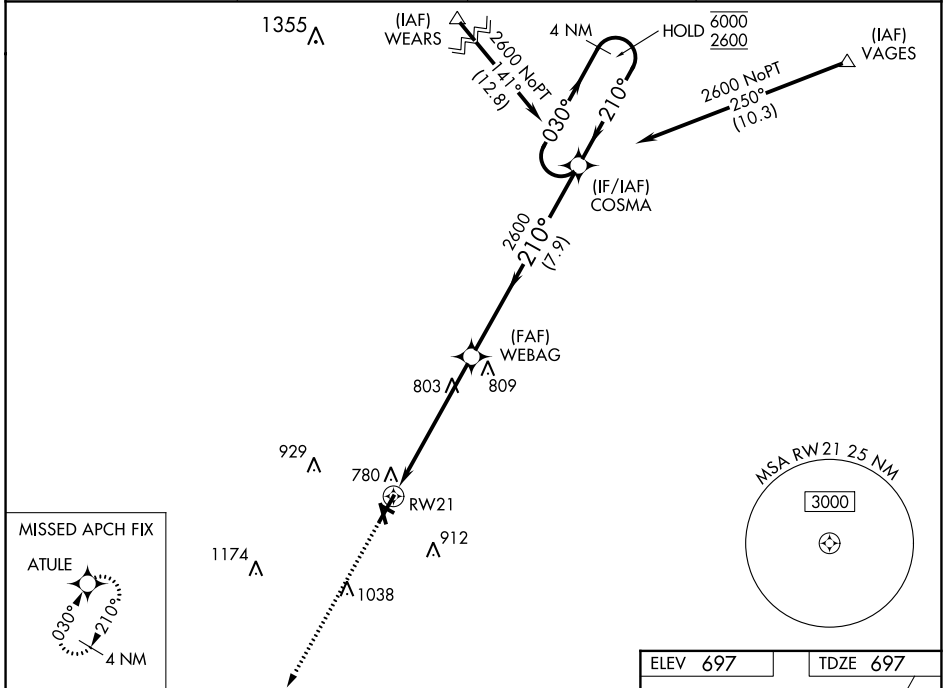 1355
(IAF)
WEARS
2600 NoPT
141°
(12.8)
4 NM
HOLD 6000
2600
030°
210°
(IAF)
VAGES
2600 NoPT
250°
(10.3)
(IF/IAF)
COSMA
2600
210°
(7.9)
(FAF)
WEBAG
803
809
929
780
RW21
912
1174
1038
MSA RW21 25 NM
3000
MISSED APCH FIX
ATULE
030°
210°
4 NM
ELEV 697
TDZE 697